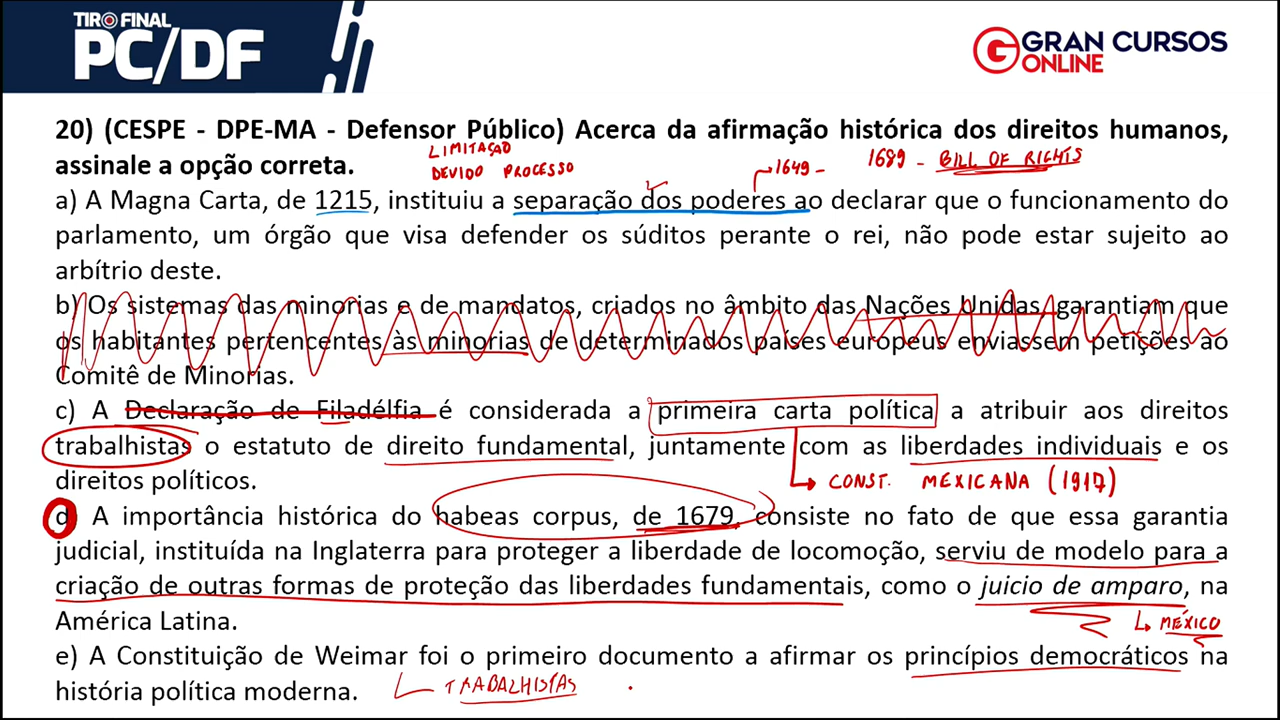 TIRO FINAL
PC/DF
GRAN CURSOS
ONLINE
20) (CESPE - DPE-MA - Defensor Público) Acerca da afirmação histórica dos direitos humanos,
assinale a opção correta.
LIMITAÇÃO
DEVIDO PROCESSO
1649 -
1689 - BILL OF RIGHTS
a) A Magna Carta, de 1215, instituiu a separação dos poderes ao declarar que o funcionamento do
parlamento, um órgão que visa defender os súditos perante o rei, não pode estar sujeito ao
arbítrio deste.
b) Os sistemas das minorias e de mandatos, criados no âmbito das Nações Unidas garantiam que
os habitantes pertencentes às minorias de determinados países europeus enviassem petições ao
Comitê de Minorias.
c) A Declaração de Filadélfia é considerada a primeira carta política a atribuir aos direitos
trabalhistas o estatuto de direito fundamental, juntamente com as liberdades individuais e os
direitos políticos.
CONST. MEXICANA (1917)
d) A importância histórica do habeas corpus, de 1679, consiste no fato de que essa garantia
judicial, instituída na Inglaterra para proteger a liberdade de locomoção, serviu de modelo para a
criação de outras formas de proteção das liberdades fundamentais, como o juicio de amparo, na
América Latina.
MÉXICO
e) A Constituição de Weimar foi o primeiro documento a afirmar os princípios democráticos na
história política moderna.
TRABALHISTAS